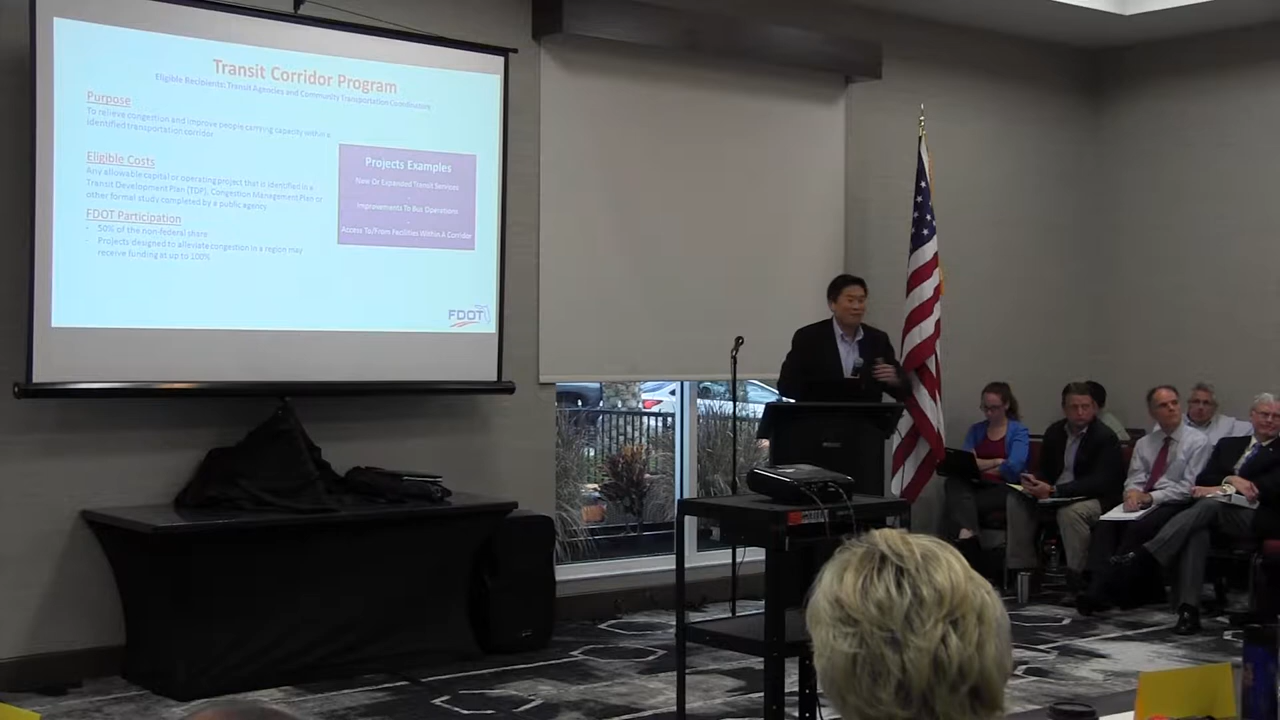 Transit Corridor Program
Eligible Recipients: Transit Agencies and Community Transportation Coordinators
Purpose
To relieve congestion and improve people carrying capacity within a
identified transportation corridor
Eligible Costs
Any allowable capital or operating project that is identified in a
Transit Development Plan (TDP), Congestion Management Plan or
other formal study completed by a public agency
FDOT Participation
- 50% of the non-federal share
- Projects designed to alleviate congestion in a region may
receive funding at up to 100%
Projects Examples
New Or Expanded Transit Services
-
Improvements To Bus Operations
-
Access To/From Facilities Within A Corridor
FDOT